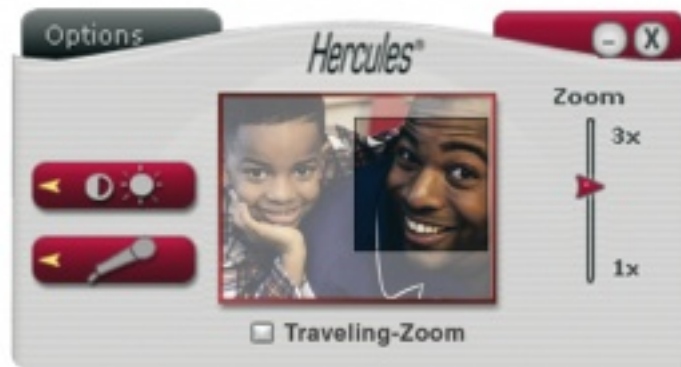 Options
Hercules®
– X
Zoom
3x
1x
Traveling-Zoom